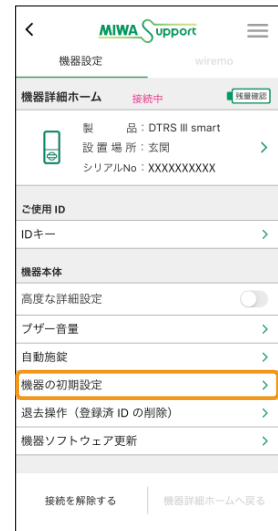 MIWA Support
機器設定 wiremo
機器詳細ホーム 接続中 残量確認
製　　品：DTRS III smart
設置場所：玄関
シリアルNo：XXXXXXXXXX
ご使用 ID
IDキー
機器本体
高度な詳細設定
ブザー音量
自動施錠
機器の初期設定
退去操作（登録済 ID の削除）
機器ソフトウェア更新
接続を解除する 機器詳細ホームへ戻る